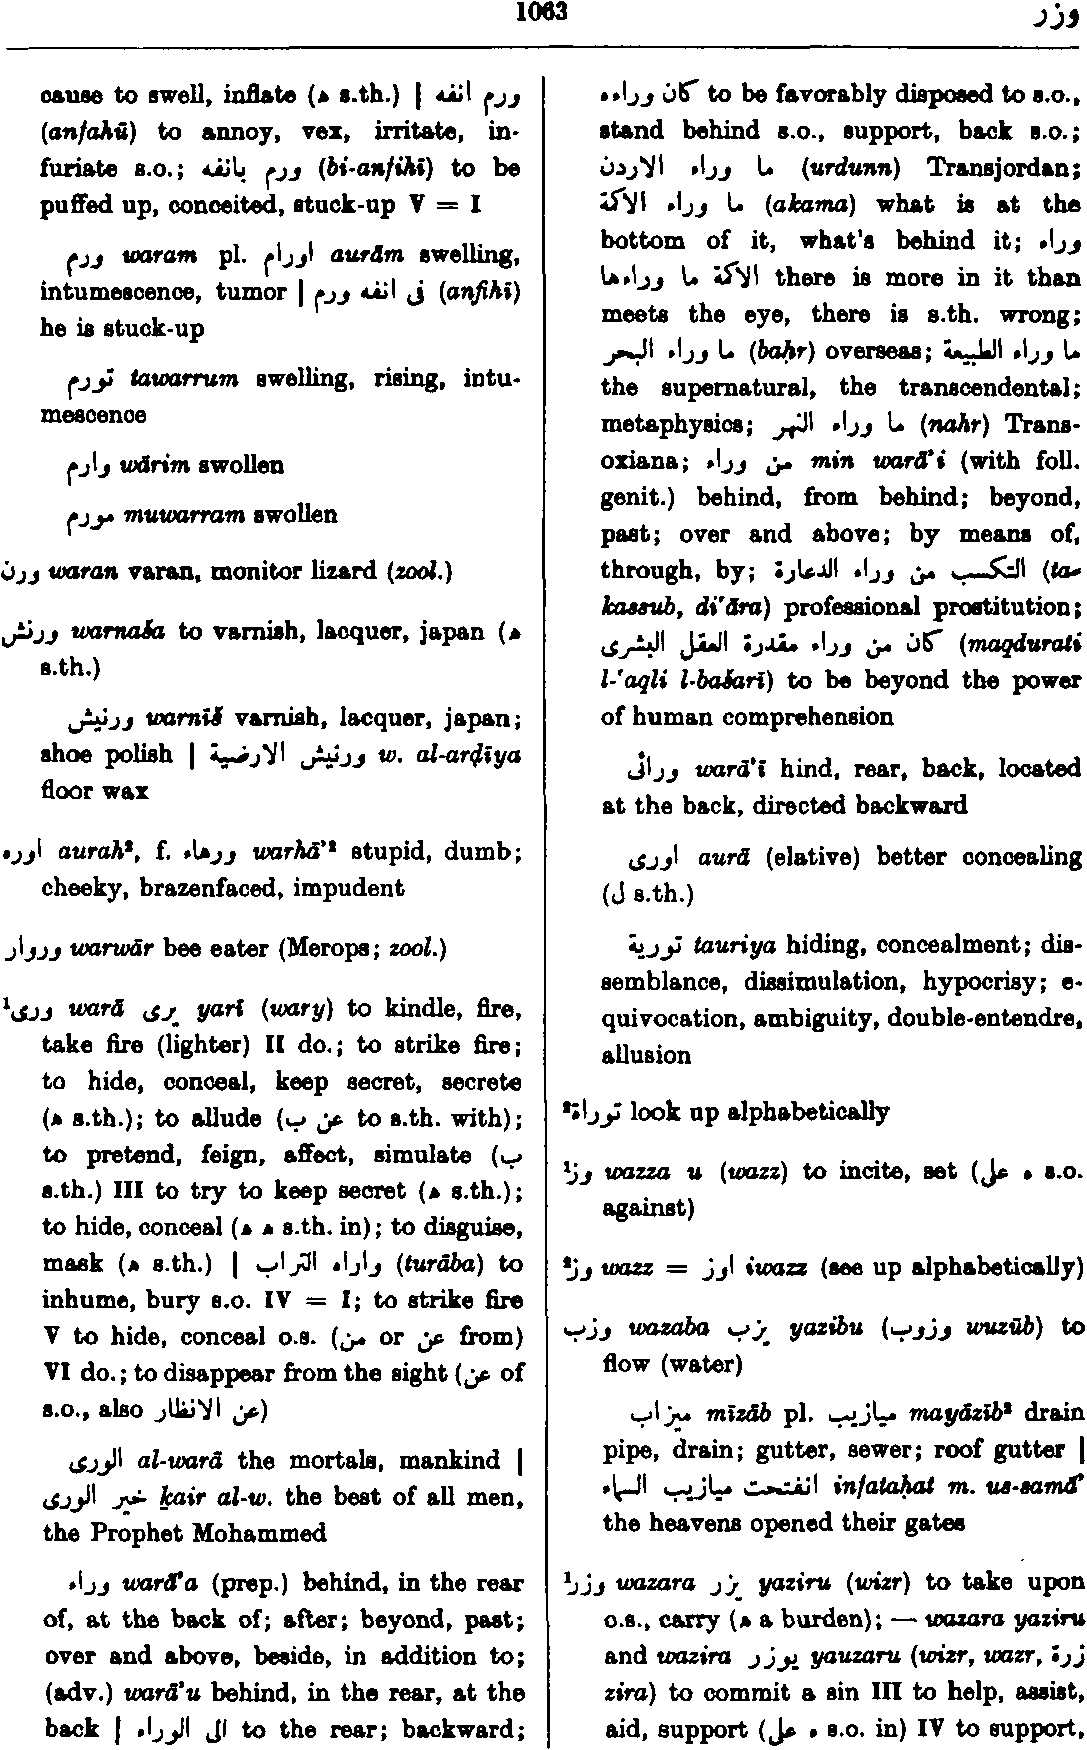 1063
وزر
cause to swell, inflate (ه s.th.) | ورم انفه
(anfahū) to annoy, vex, irritate, in-
furiate s.o.; ورم بانفه (bi-anfihī) to be
puffed up, conceited, stuck-up V = I
ورم waram pl. اورام aurām swelling,
intumescence, tumor | فى انفه ورم (anfihī)
he is stuck-up
تورم tawarrum swelling, rising, intu-
mescence
وارم wārim swollen
مورم muwarram swollen
ورن waran varan, monitor lizard (zool.)
ورنش warnaša to varnish, lacquer, japan (ه
s.th.)
ورنيش warnīš varnish, lacquer, japan;
shoe polish | ورنيش الارضية w. al-arḍīya
floor wax
اوره aurah², f. ورهاء warhā’² stupid, dumb;
cheeky, brazenfaced, impudent
وروار warwār bee eater (Merops; zool.)
¹ورى warā يرى yarī (wary) to kindle, fire,
take fire (lighter) II do.; to strike fire;
to hide, conceal, keep secret, secrete
(ه s.th.); to allude (عن ب to s.th. with);
to pretend, feign, affect, simulate (ب
s.th.) III to try to keep secret (ه s.th.);
to hide, conceal (ه ه s.th. in); to disguise,
mask (ه s.th.) | واراه التراب (turāba) to
inhume, bury s.o. IV = I; to strike fire
V to hide, conceal o.s. (من or عن from)
VI do.; to disappear from the sight (عن of
s.o., also عن الانظار)
الورى al-warā the mortals, mankind |
خير الورى ḵair al-w. the best of all men,
the Prophet Mohammed
وراء warā’a (prep.) behind, in the rear
of, at the back of; after; beyond, past;
over and above, beside, in addition to;
(adv.) warā’u behind, in the rear, at the
back | الى الوراء to the rear; backward;
كان وراءه to be favorably disposed to s.o.,
stand behind s.o., support, back s.o.;
ما وراء الاردن (urdunn) Transjordan;
ما وراء الاكمة (akama) what is at the
bottom of it, what's behind it; وراء
الاكمة ما وراءها there is more in it than
meets the eye, there is s.th. wrong;
ما وراء البحر (baḥr) overseas; ما وراء الطبيعة
the supernatural, the transcendental;
metaphysics; ما وراء النهر (nahr) Trans-
oxiana; من وراء min warā’i (with foll.
genit.) behind, from behind; beyond,
past; over and above; by means of,
through, by; التكسب من وراء الدعارة (ta-
kassub, di‘āra) professional prostitution;
كان من وراء مقدرة العقل البشرى (maqdurati
l-‘aqli l-bašarī) to be beyond the power
of human comprehension
ورائى warā’ī hind, rear, back, located
at the back, directed backward
اورى aurā (elative) better concealing
(ل s.th.)
تورية tauriya hiding, concealment; dis-
semblance, dissimulation, hypocrisy; e-
quivocation, ambiguity, double-entendre,
allusion
²توراة look up alphabetically
¹وز wazza u (wazz) to incite, set (ه على s.o.
against)
²وز wazz = اوز iwazz (see up alphabetically)
وزب wazaba يزب yazibu (وزوب wuzūb) to
flow (water)
ميزاب mīzāb pl. ميازيب mayāzīb² drain
pipe, drain; gutter, sewer; roof gutter |
انفتحت ميازيب السماء infataḥat m. us-samā’
the heavens opened their gates
¹وزر wazara يزر yaziru (wizr) to take upon
o.s., carry (ه a burden); — wazara yaziru
and wazira يوزر yauzaru (wizr, wazr, زرة
zira) to commit a sin III to help, assist,
aid, support (ه على s.o. in) IV to support,